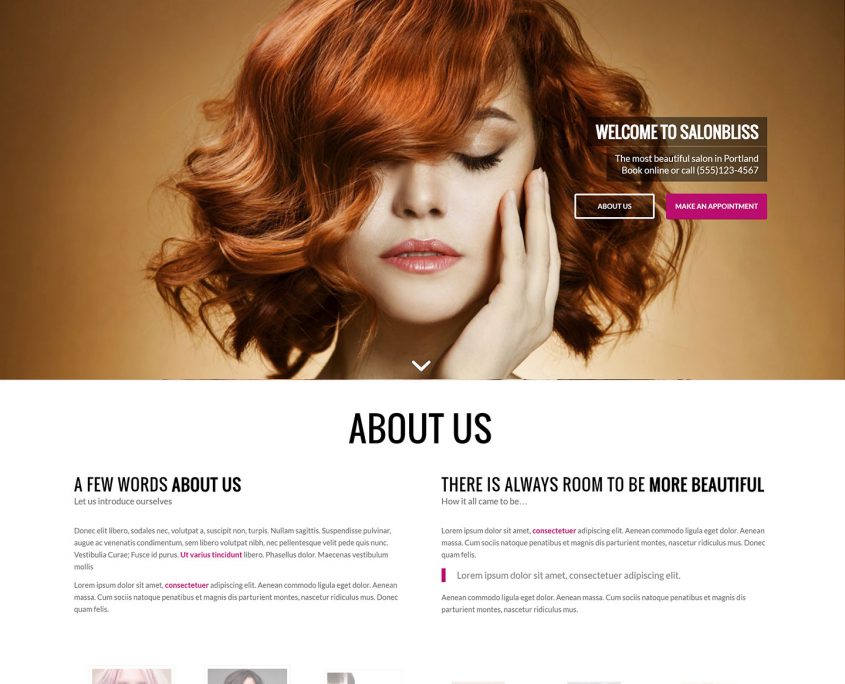 WELCOME TO SALONBLISS
The most beautiful salon in Portland
Book online or call (555)123-4567
ABOUT US
MAKE AN APPOINTMENT
ABOUT US
A FEW WORDS ABOUT US
Let us introduce ourselves
Donec elit libero, sodales nec, volutpat a, suscipit non, turpis. Nullam sagittis. Suspendisse pulvinar,
augue ac venenatis condimentum, sem libero volutpat nibh, nec pellentesque velit pede quis nunc.
Vestibulia Curae; Fusce id purus. Ut varius tincidunt libero. Phasellus dolor. Maecenas vestibulum
mollis
Lorem ipsum dolor sit amet, consectetuer adipiscing elit. Aenean commodo ligula eget dolor. Aenean
massa. Cum sociis natoque penatibus et magnis dis parturient montes, nascetur ridiculus mus. Donec
quam felis.
THERE IS ALWAYS ROOM TO BE MORE BEAUTIFUL
How it all came to be…
Lorem ipsum dolor sit amet, consectetuer adipiscing elit. Aenean commodo ligula eget dolor. Aenean
massa. Cum sociis natoque penatibus et magnis dis parturient montes, nascetur ridiculus mus. Donec
quam felis.
Lorem ipsum dolor sit amet, consectetuer adipiscing elit.
Aenean commodo ligula eget dolor. Aenean massa. Cum sociis natoque penatibus et magnis dis
parturient montes, nascetur ridiculus mus.